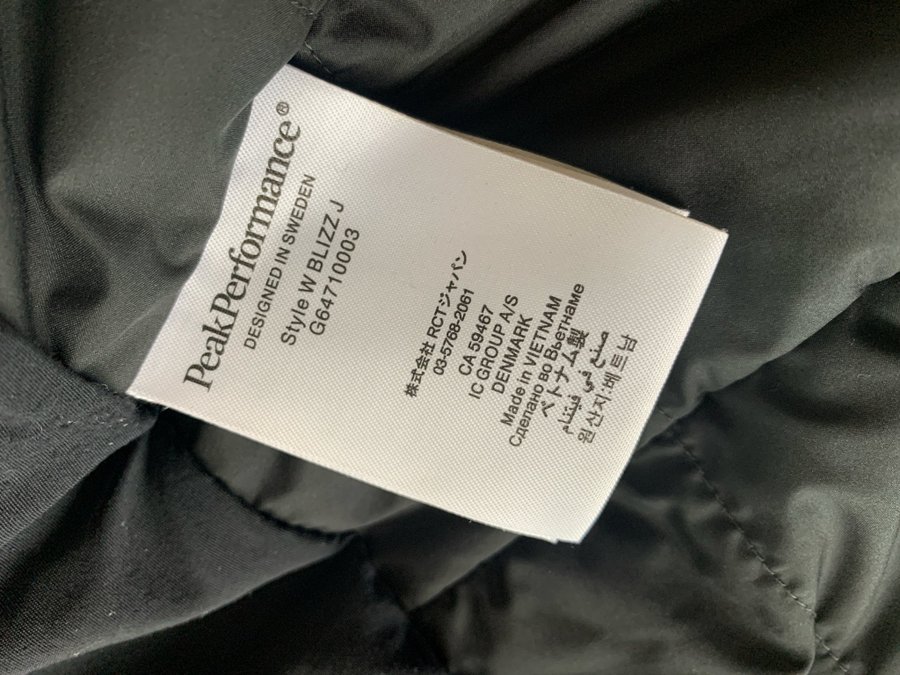 PeakPerformance®
DESIGNED IN SWEDEN
Style W BLIZZ J
G64710003
株式会社 RCTジャパン
03-5768-2061
CA 59467
IC GROUP A/S
DENMARK
Made in VIETNAM
Сделано во Вьетнаме
ベトナム製
صنع في فيتنام
원산지:베트남